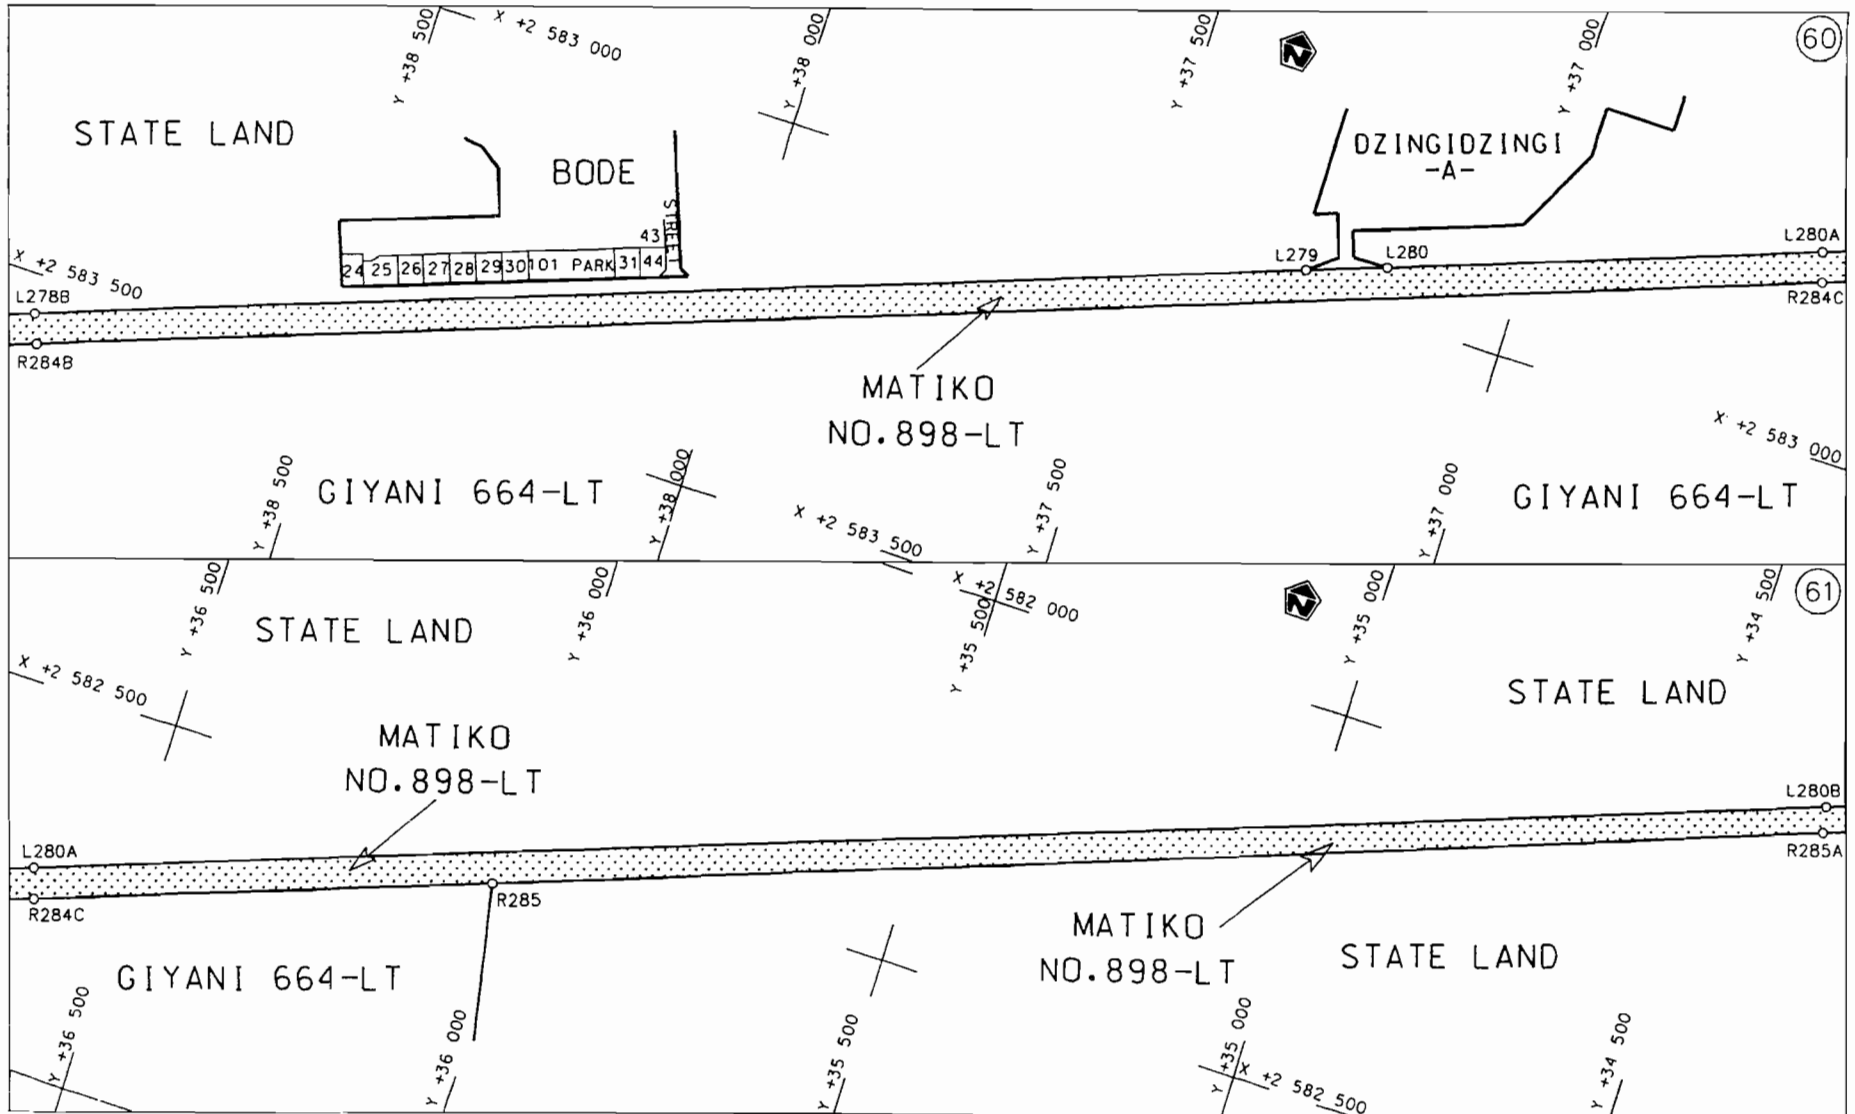 Y +38 500
X +2 583 000
Y +38 000
Y +37 500
N
Y +37 000
60
STATE LAND
BODE
DZINGIDZINGI
-A-
STREET
43
24 25 26 27 28 29 30 101 PARK 31 44
X +2 583 500
L278B
L279
L280
L280A
R284B
R284C
MATIKO
NO.898-LT
X +2 583 000
GIYANI 664-LT
GIYANI 664-LT
Y +38 500
Y +38 000
X +2 583 500
Y +37 500
Y +37 000
Y +36 500
Y +36 000
X +2 582 000
Y +35 500
N
Y +35 000
Y +34 500
61
STATE LAND
X +2 582 500
STATE LAND
MATIKO
NO.898-LT
L280B
L280A
R285A
R284C
R285
MATIKO
NO.898-LT
STATE LAND
GIYANI 664-LT
Y +36 500
Y +36 000
Y +35 500
Y +35 000
X +2 582 500
Y +34 500